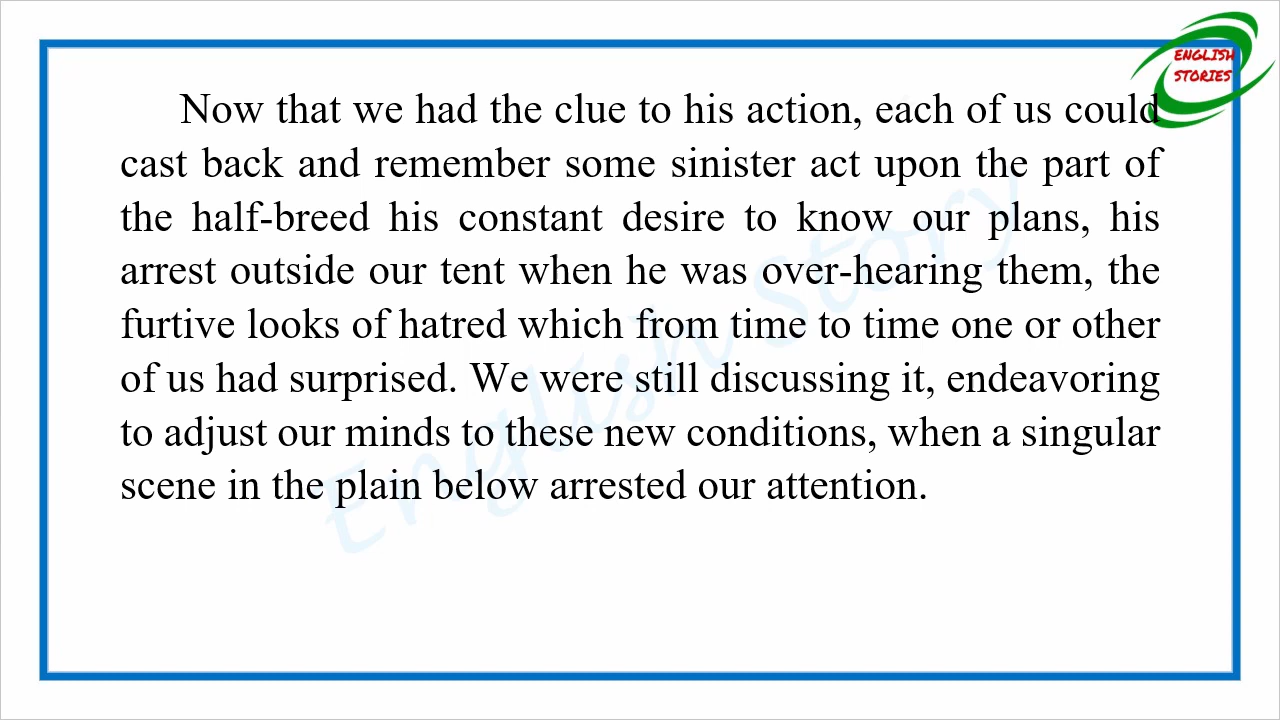 ENGLISH
STORIES
Now that we had the clue to his action, each of us could
cast back and remember some sinister act upon the part of
the half-breed his constant desire to know our plans, his
arrest outside our tent when he was over-hearing them, the
furtive looks of hatred which from time to time one or other
of us had surprised. We were still discussing it, endeavoring
to adjust our minds to these new conditions, when a singular
scene in the plain below arrested our attention.
English Story